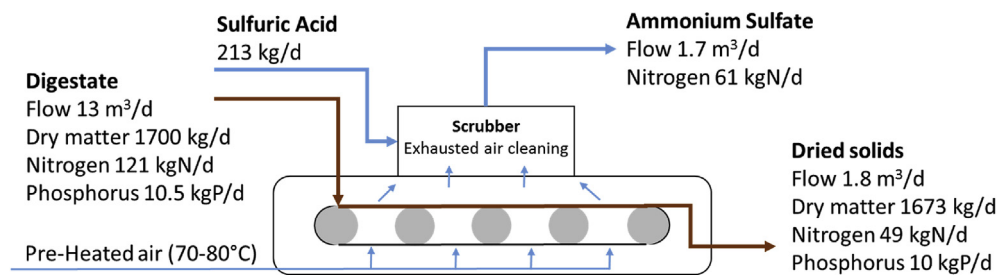 Sulfuric Acid
213 kg/d
Ammonium Sulfate
Flow 1.7 m³/d
Nitrogen 61 kgN/d
Digestate
Flow 13 m³/d
Dry matter 1700 kg/d
Nitrogen 121 kgN/d
Phosphorus 10.5 kgP/d
Scrubber
Exhausted air cleaning
Dried solids
Flow 1.8 m³/d
Dry matter 1673 kg/d
Nitrogen 49 kgN/d
Phosphorus 10 kgP/d
Pre-Heated air (70-80°C)